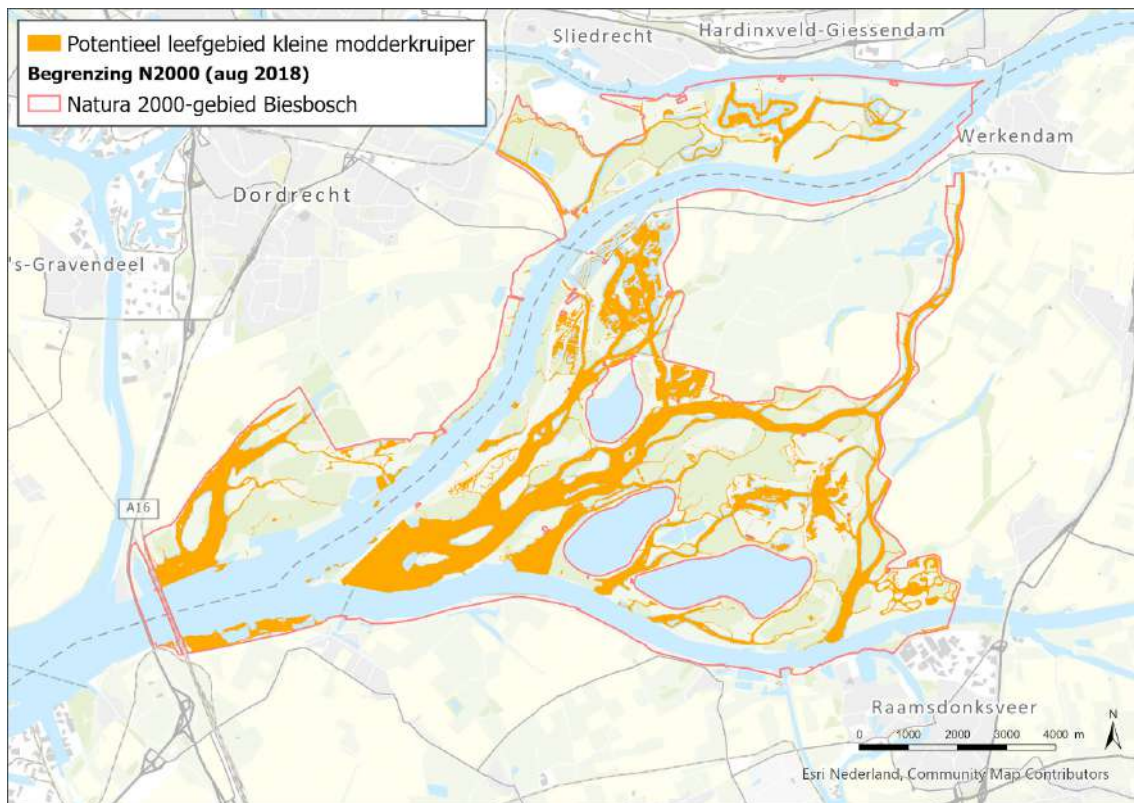 Potentieel leefgebied kleine modderkruiper
Begrenzing N2000 (aug 2018)
Natura 2000-gebied Biesbosch
Sliedrecht
Hardinxveld-Giessendam
Werkendam
Dordrecht
's-Gravendeel
A16
Raamsdonksveer
N
0 1000 2000 3000 4000 m
Esri Nederland, Community Map Contributors